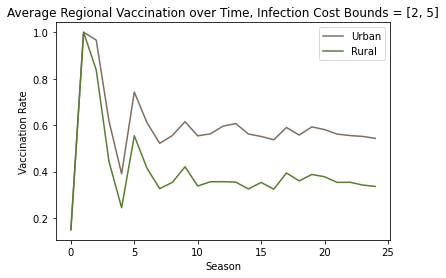 Average Regional Vaccination over Time, Infection Cost Bounds = [2, 5]
Urban
Rural
Vaccination Rate
1.0
0.8
0.6
0.4
0.2
0 5 10 15 20 25
Season